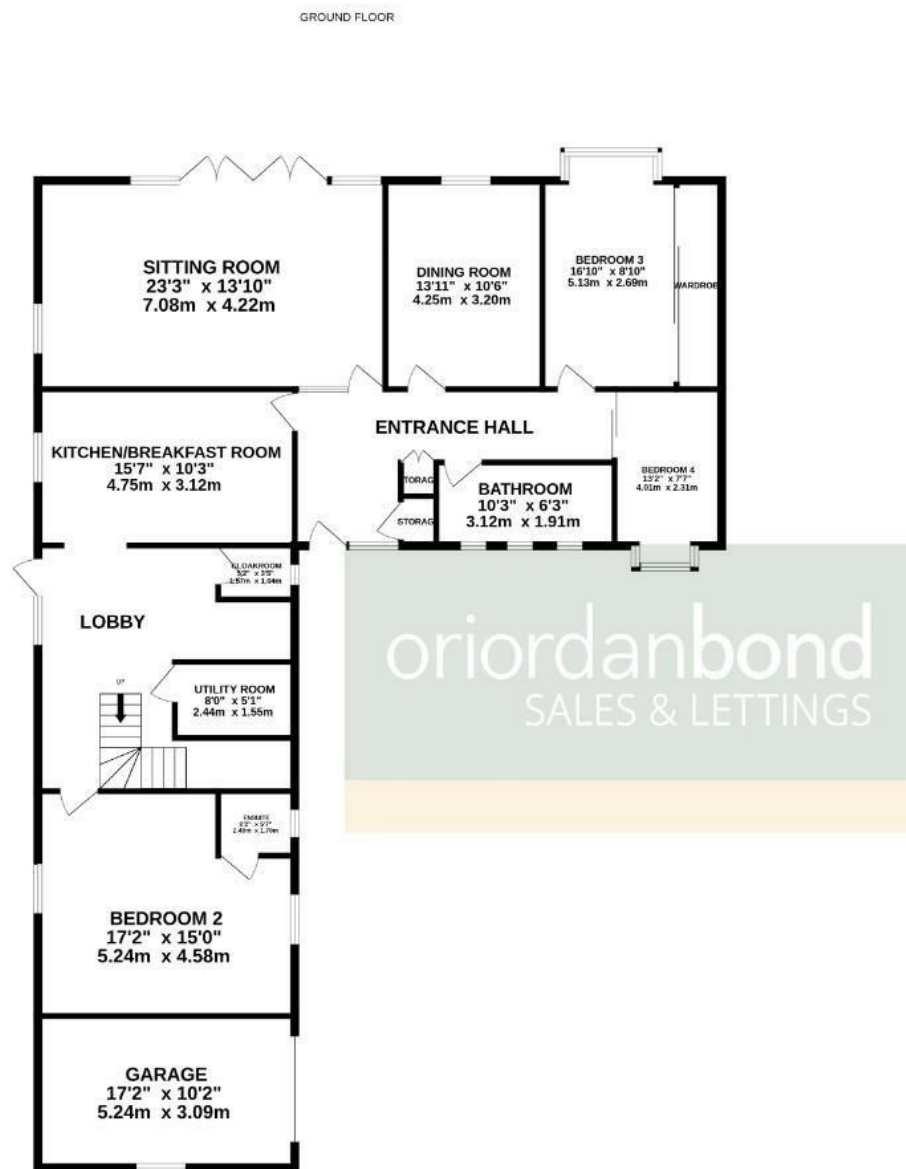 GROUND FLOOR
SITTING ROOM
23'3" x 13'10"
7.08m x 4.22m
DINING ROOM
13'11" x 10'6"
4.25m x 3.20m
BEDROOM 3
16'10" x 8'10"
5.13m x 2.69m
WARDROBE
KITCHEN/BREAKFAST ROOM
15'7" x 10'3"
4.75m x 3.12m
ENTRANCE HALL
BEDROOM 4
13'2" x 7'7"
4.01m x 2.31m
TORAG
STORAG
BATHROOM
10'3" x 6'3"
3.12m x 1.91m
CLOAKROOM
LOBBY
UP
UTILITY ROOM
8'0" x 5'1"
2.44m x 1.55m
oriordanbond
SALES & LETTINGS
ENSUITE
BEDROOM 2
17'2" x 15'0"
5.24m x 4.58m
GARAGE
17'2" x 10'2"
5.24m x 3.09m